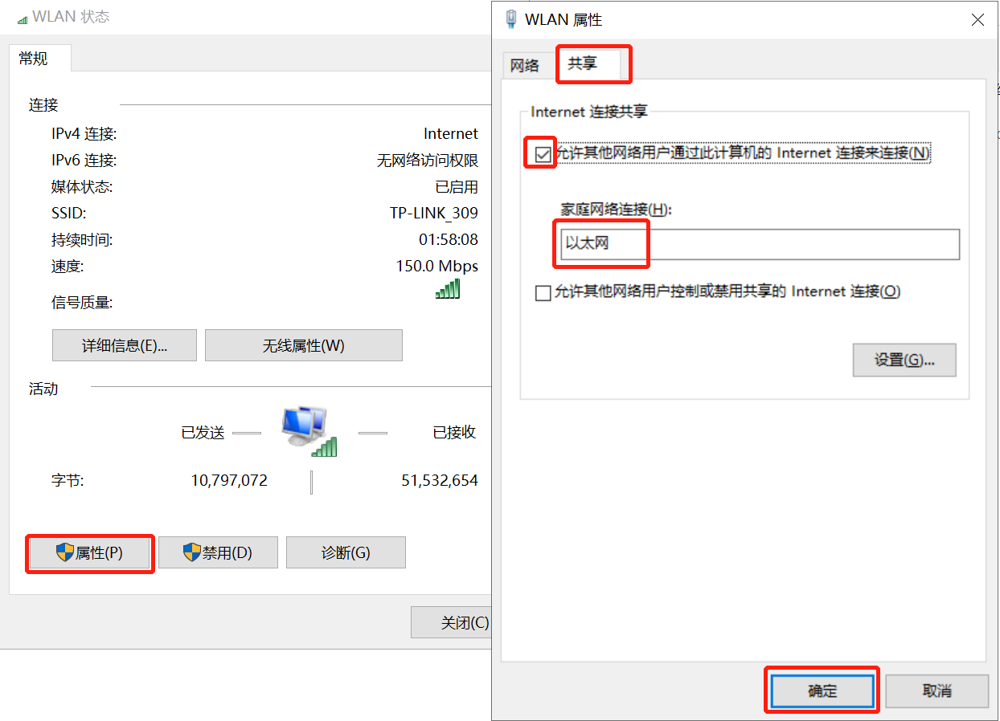 WLAN 状态
常规
连接
IPv4 连接: Internet
IPv6 连接: 无网络访问权限
媒体状态: 已启用
SSID: TP-LINK_309
持续时间: 01:58:08
速度: 150.0 Mbps
信号质量:
详细信息(E)... 无线属性(W)
活动
已发送 已接收
字节: 10,797,072 51,532,654
属性(P) 禁用(D) 诊断(G)
关闭(C)
WLAN 属性
网络 共享
Internet 连接共享
允许其他网络用户通过此计算机的 Internet 连接来连接(N)
家庭网络连接(H):
以太网
允许其他网络用户控制或禁用共享的 Internet 连接(O)
设置(G)...
确定 取消